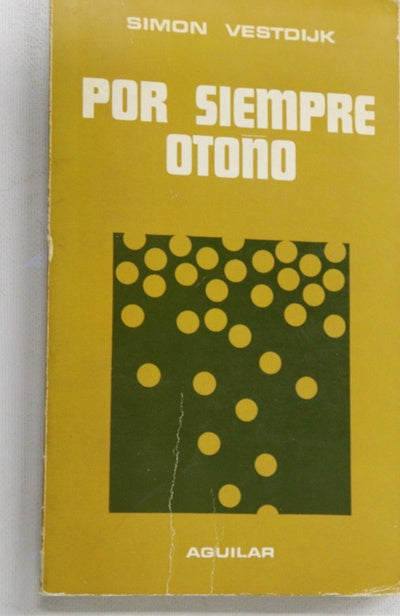 SIMON VESTDIJK
POR SIEMPRE
OTOÑO
AGUILAR